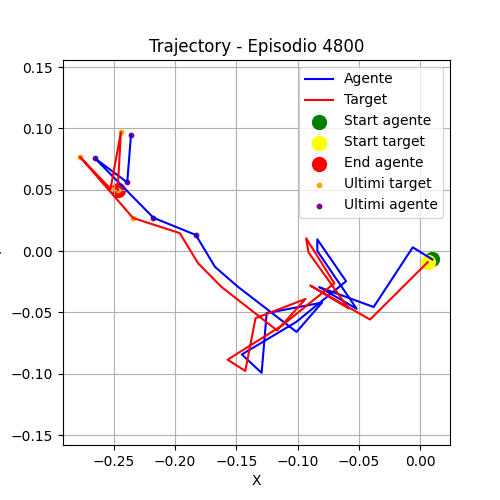 Trajectory - Episodio 4800
Agente
Target
Start agente
Start target
End agente
Ultimi target
Ultimi agente
0.15
0.10
0.05
0.00
−0.05
−0.10
−0.15
−0.25
−0.20
−0.15
−0.10
−0.05
0.00
X